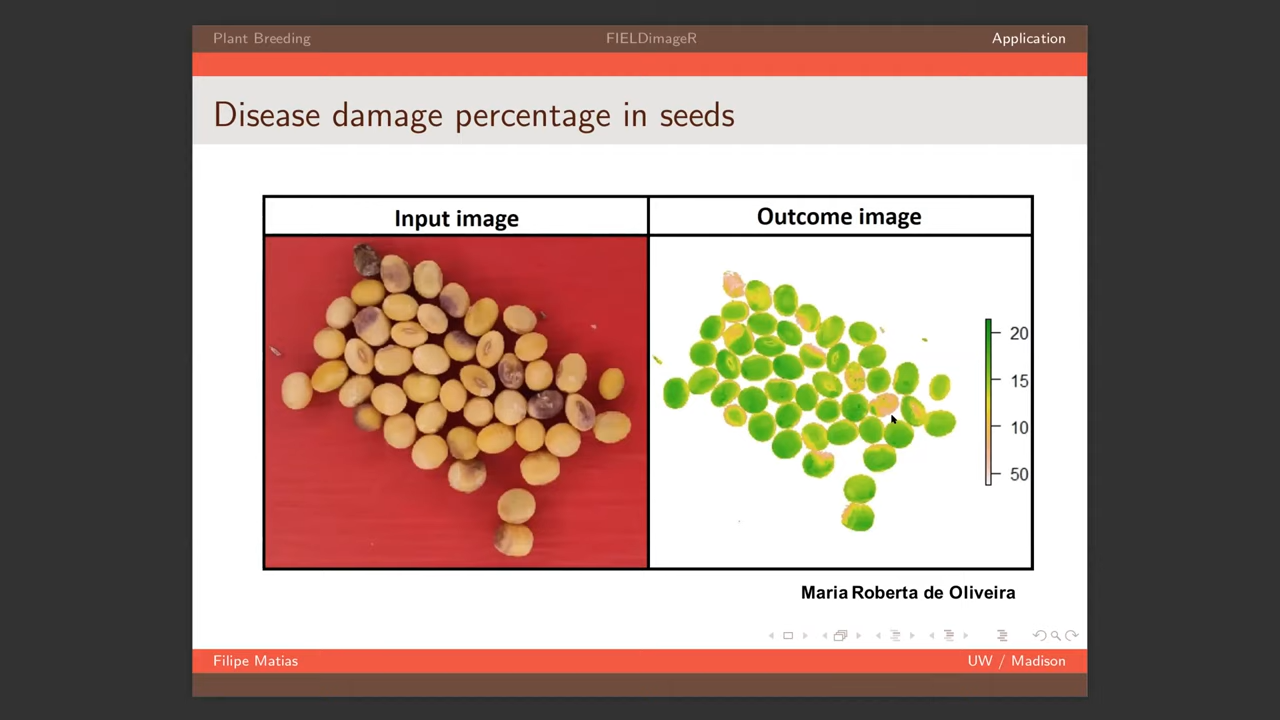 Plant Breeding
FIELDimageR
Application
Disease damage percentage in seeds
Input image
Outcome image
20
15
10
50
Maria Roberta de Oliveira
Filipe Matias
UW / Madison